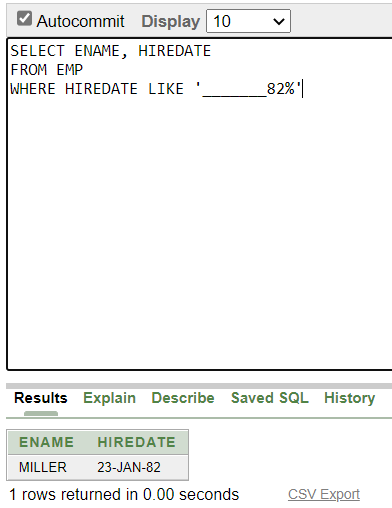 Autocommit Display 10
SELECT ENAME, HIREDATE
FROM EMP
WHERE HIREDATE LIKE '_______82%'
Results Explain Describe Saved SQL History
ENAME HIREDATE
MILLER 23-JAN-82
1 rows returned in 0.00 seconds CSV Export